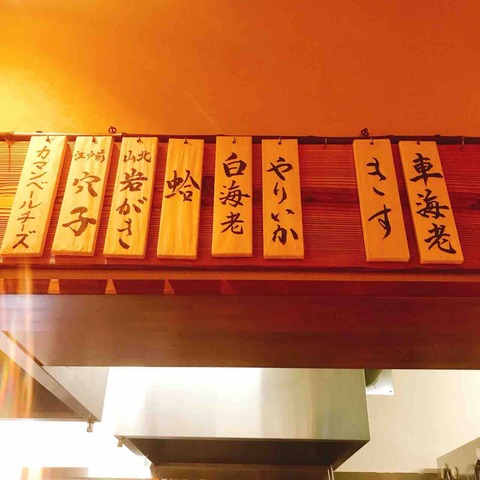 車海老
きす
やりいか
白海老
蛤
山北
岩がき
江戸前
穴子
カマンベールチーズ